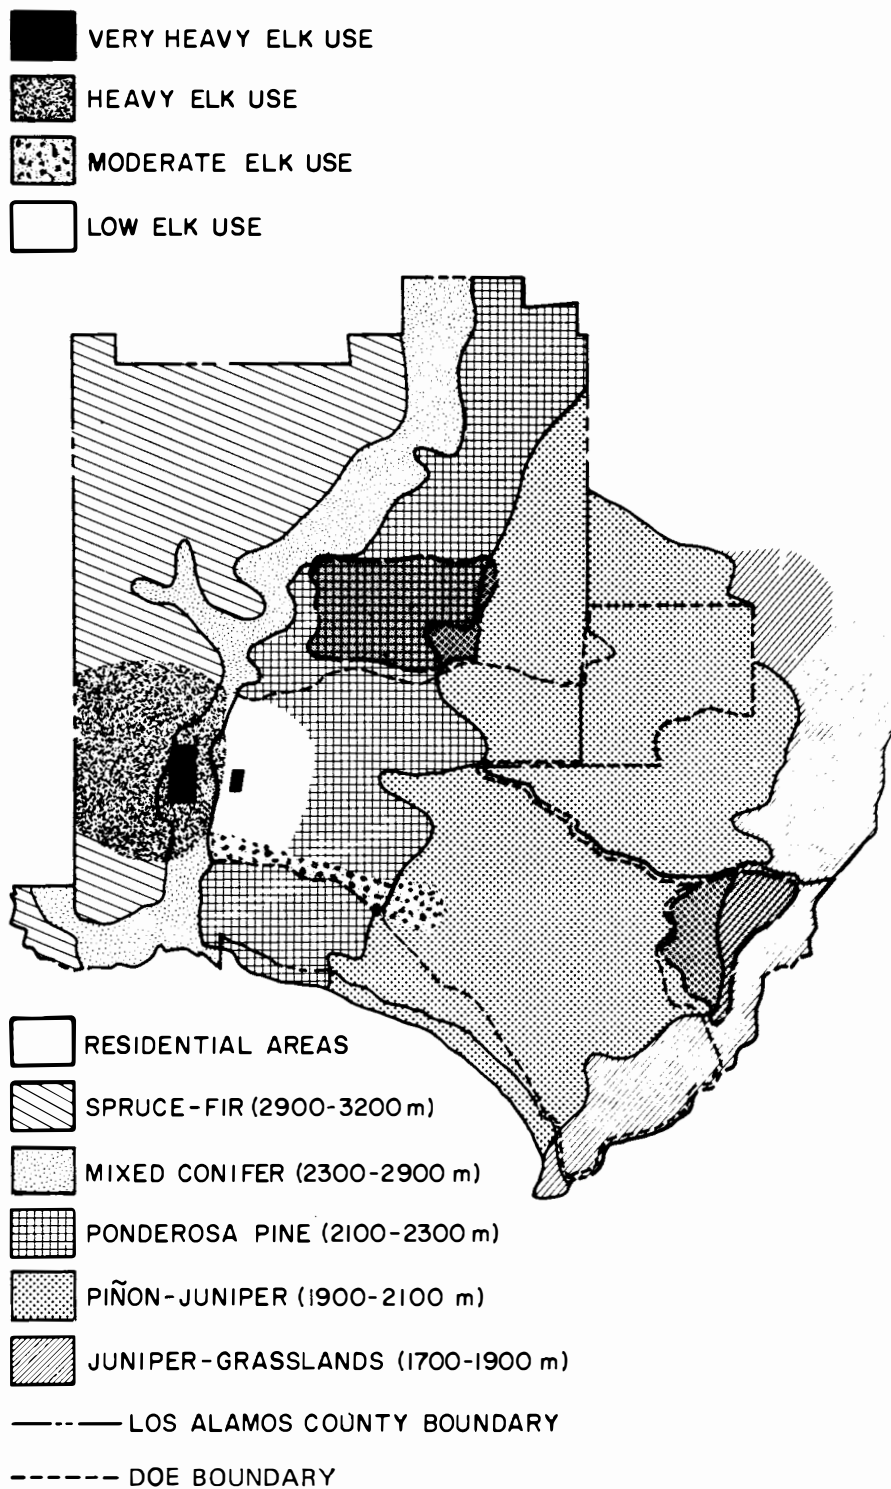 VERY HEAVY ELK USE
HEAVY ELK USE
MODERATE ELK USE
LOW ELK USE
RESIDENTIAL AREAS
SPRUCE-FIR (2900-3200 m)
MIXED CONIFER (2300-2900 m)
PONDEROSA PINE (2100-2300 m)
PIÑON-JUNIPER (1900-2100 m)
JUNIPER-GRASSLANDS (1700-1900 m)
LOS ALAMOS COUNTY BOUNDARY
DOE BOUNDARY